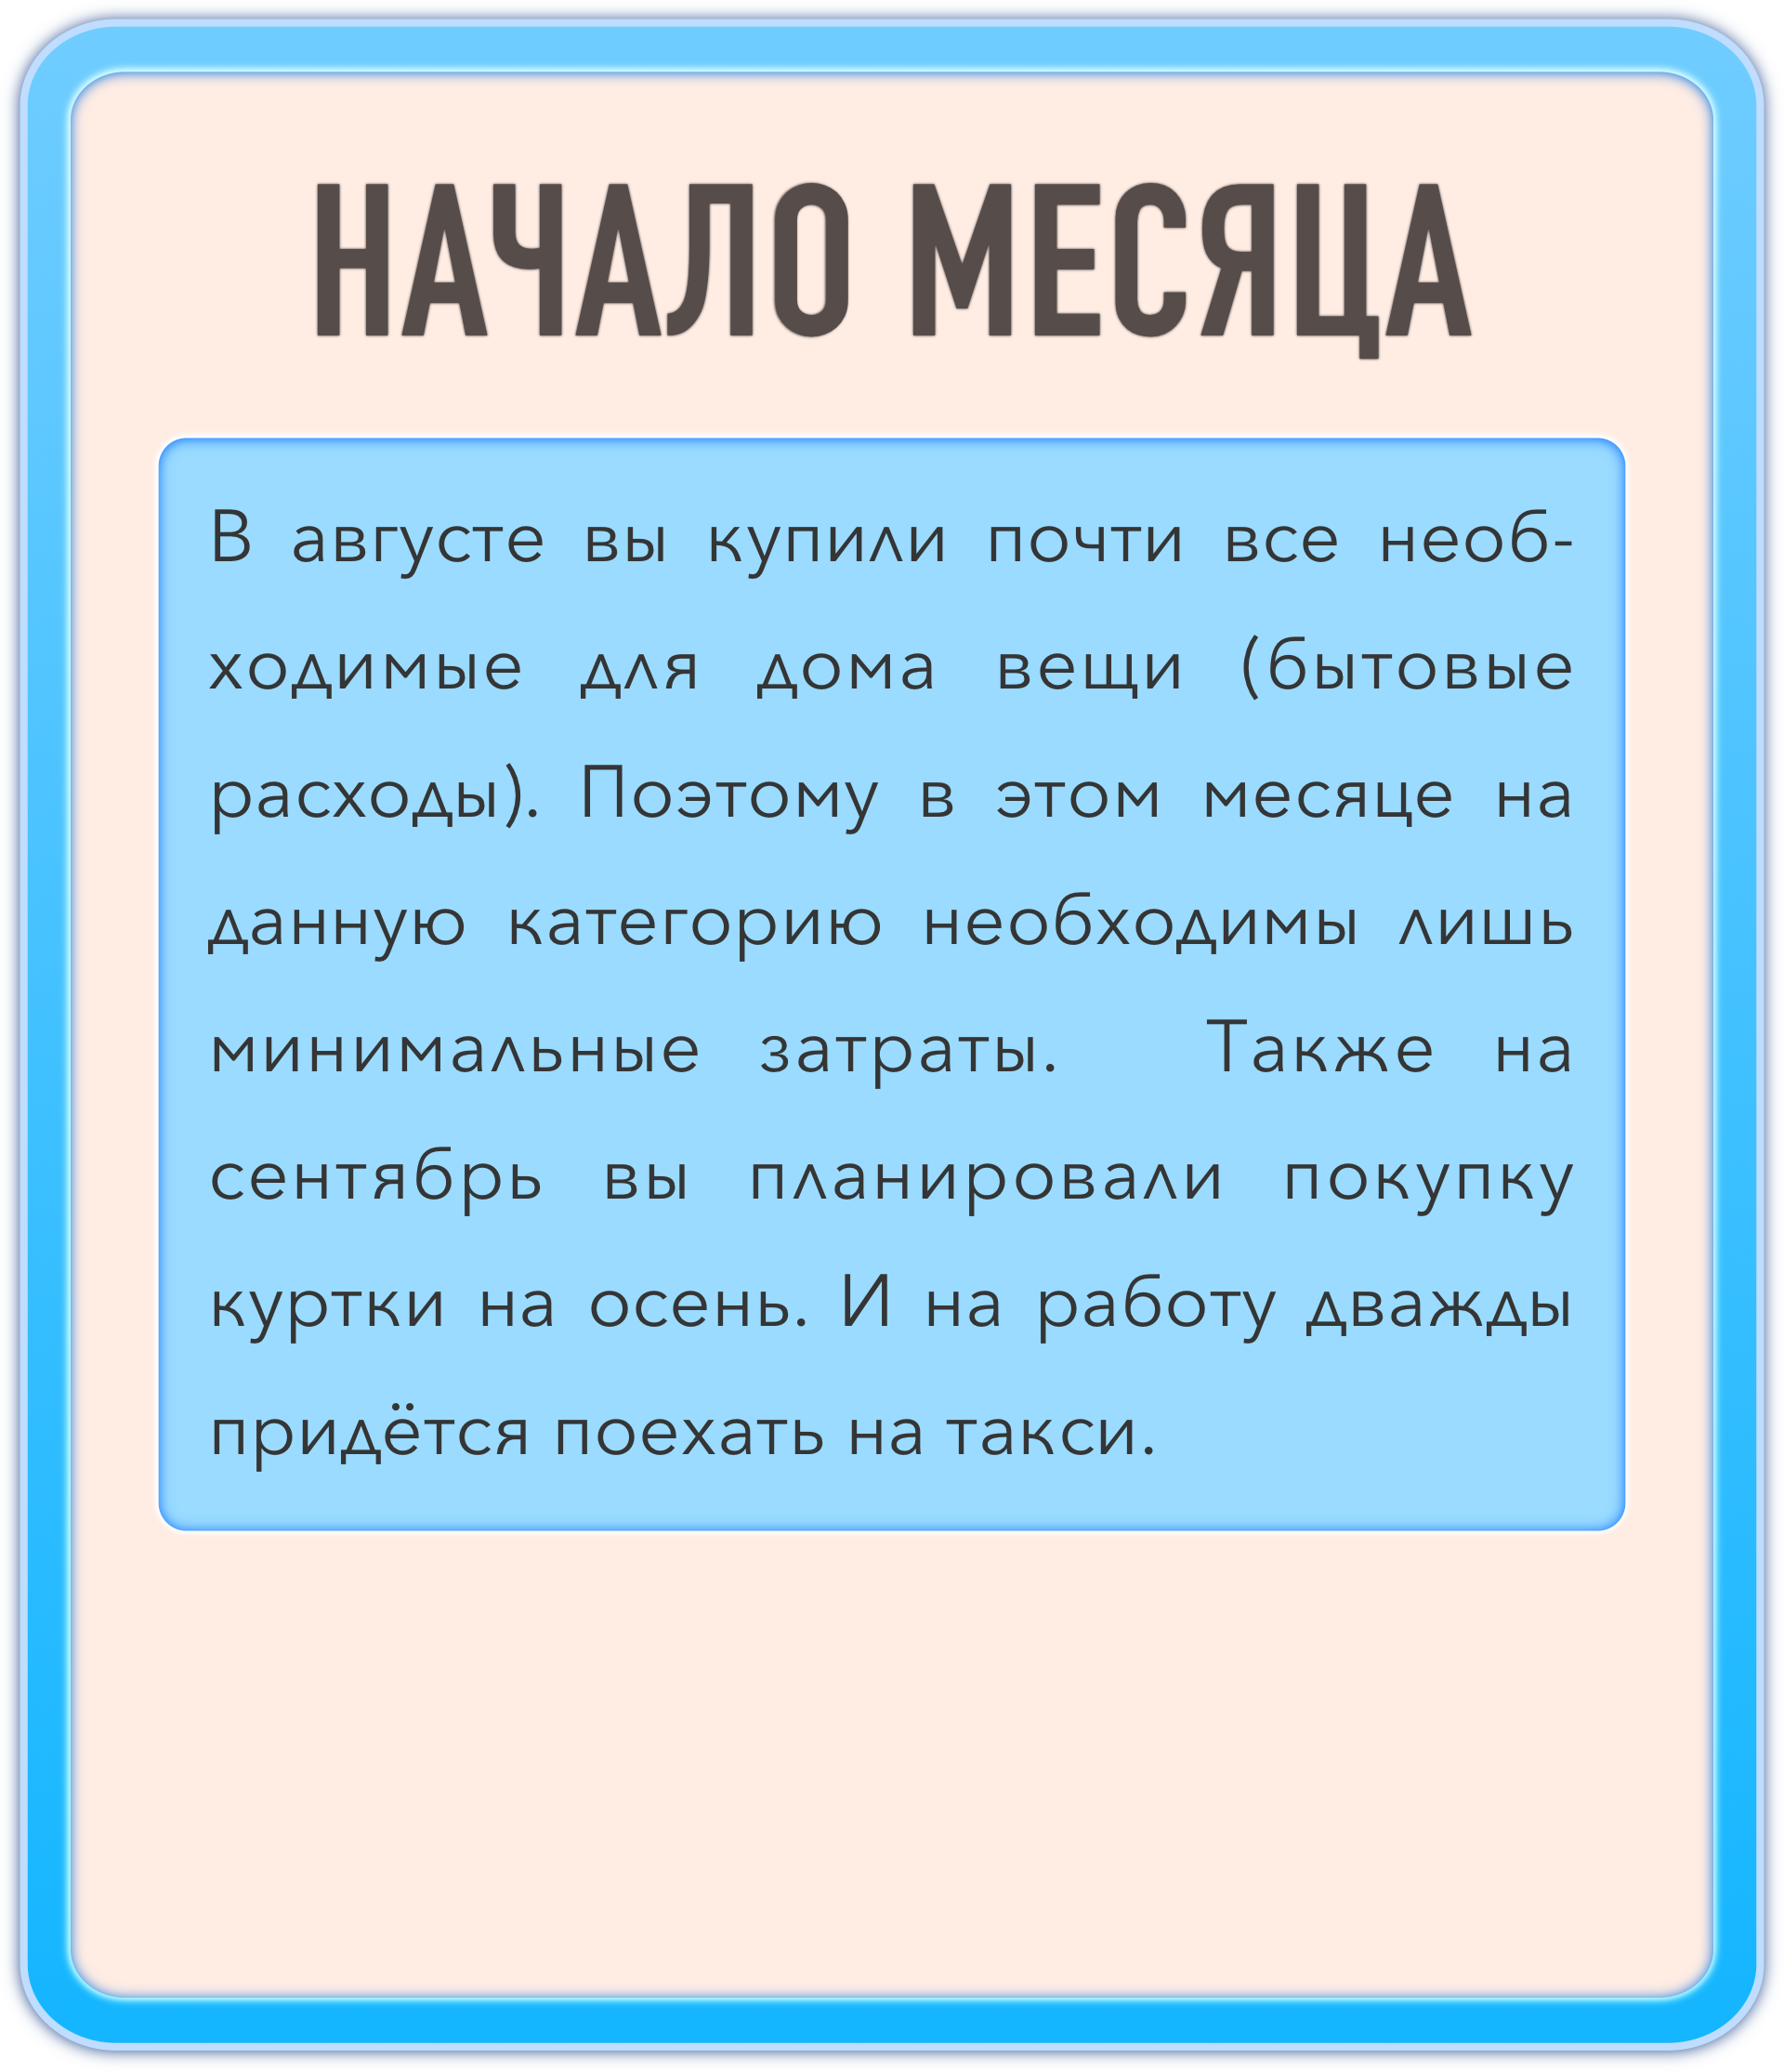 НАЧАЛО МЕСЯЦА
В августе вы купили почти все необ-
ходимые для дома вещи (бытовые
расходы). Поэтому в этом месяце на
данную категорию необходимы лишь
минимальные затраты. Также на
сентябрь вы планировали покупку
куртки на осень. И на работу дважды
придётся поехать на такси.